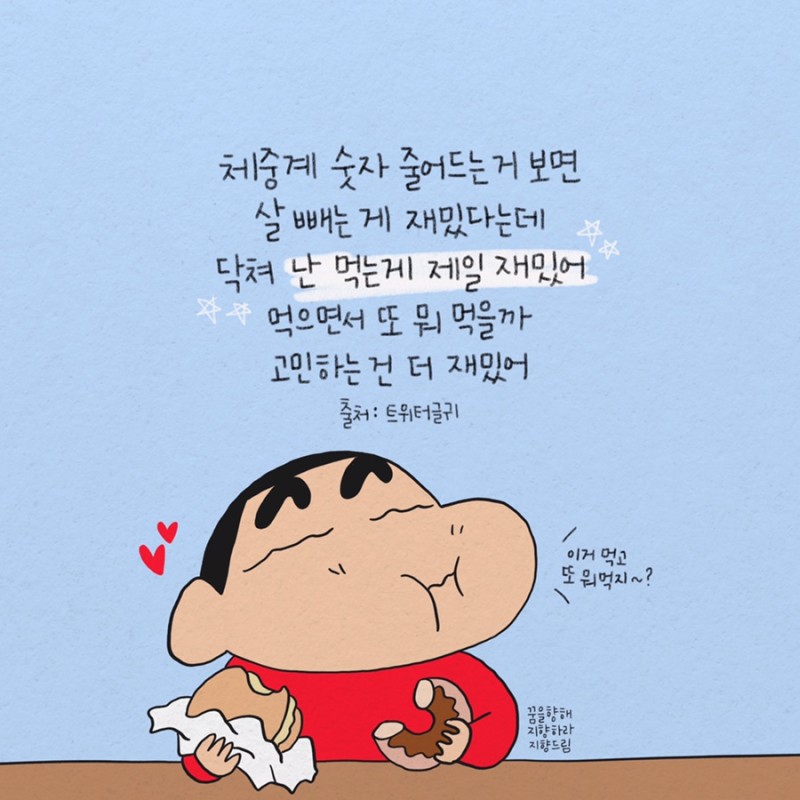 체중계 숫자 줄어드는거 보면
살 빼는게 재밌다는데
닥쳐 난 먹는게 제일 재밌어
먹으면서 또 뭐 먹을까
고민하는건 더 재밌어
출처 : 트위터글귀
이거 먹고
또 뭐먹지~?
꿈을향해
지향하라
지향드림